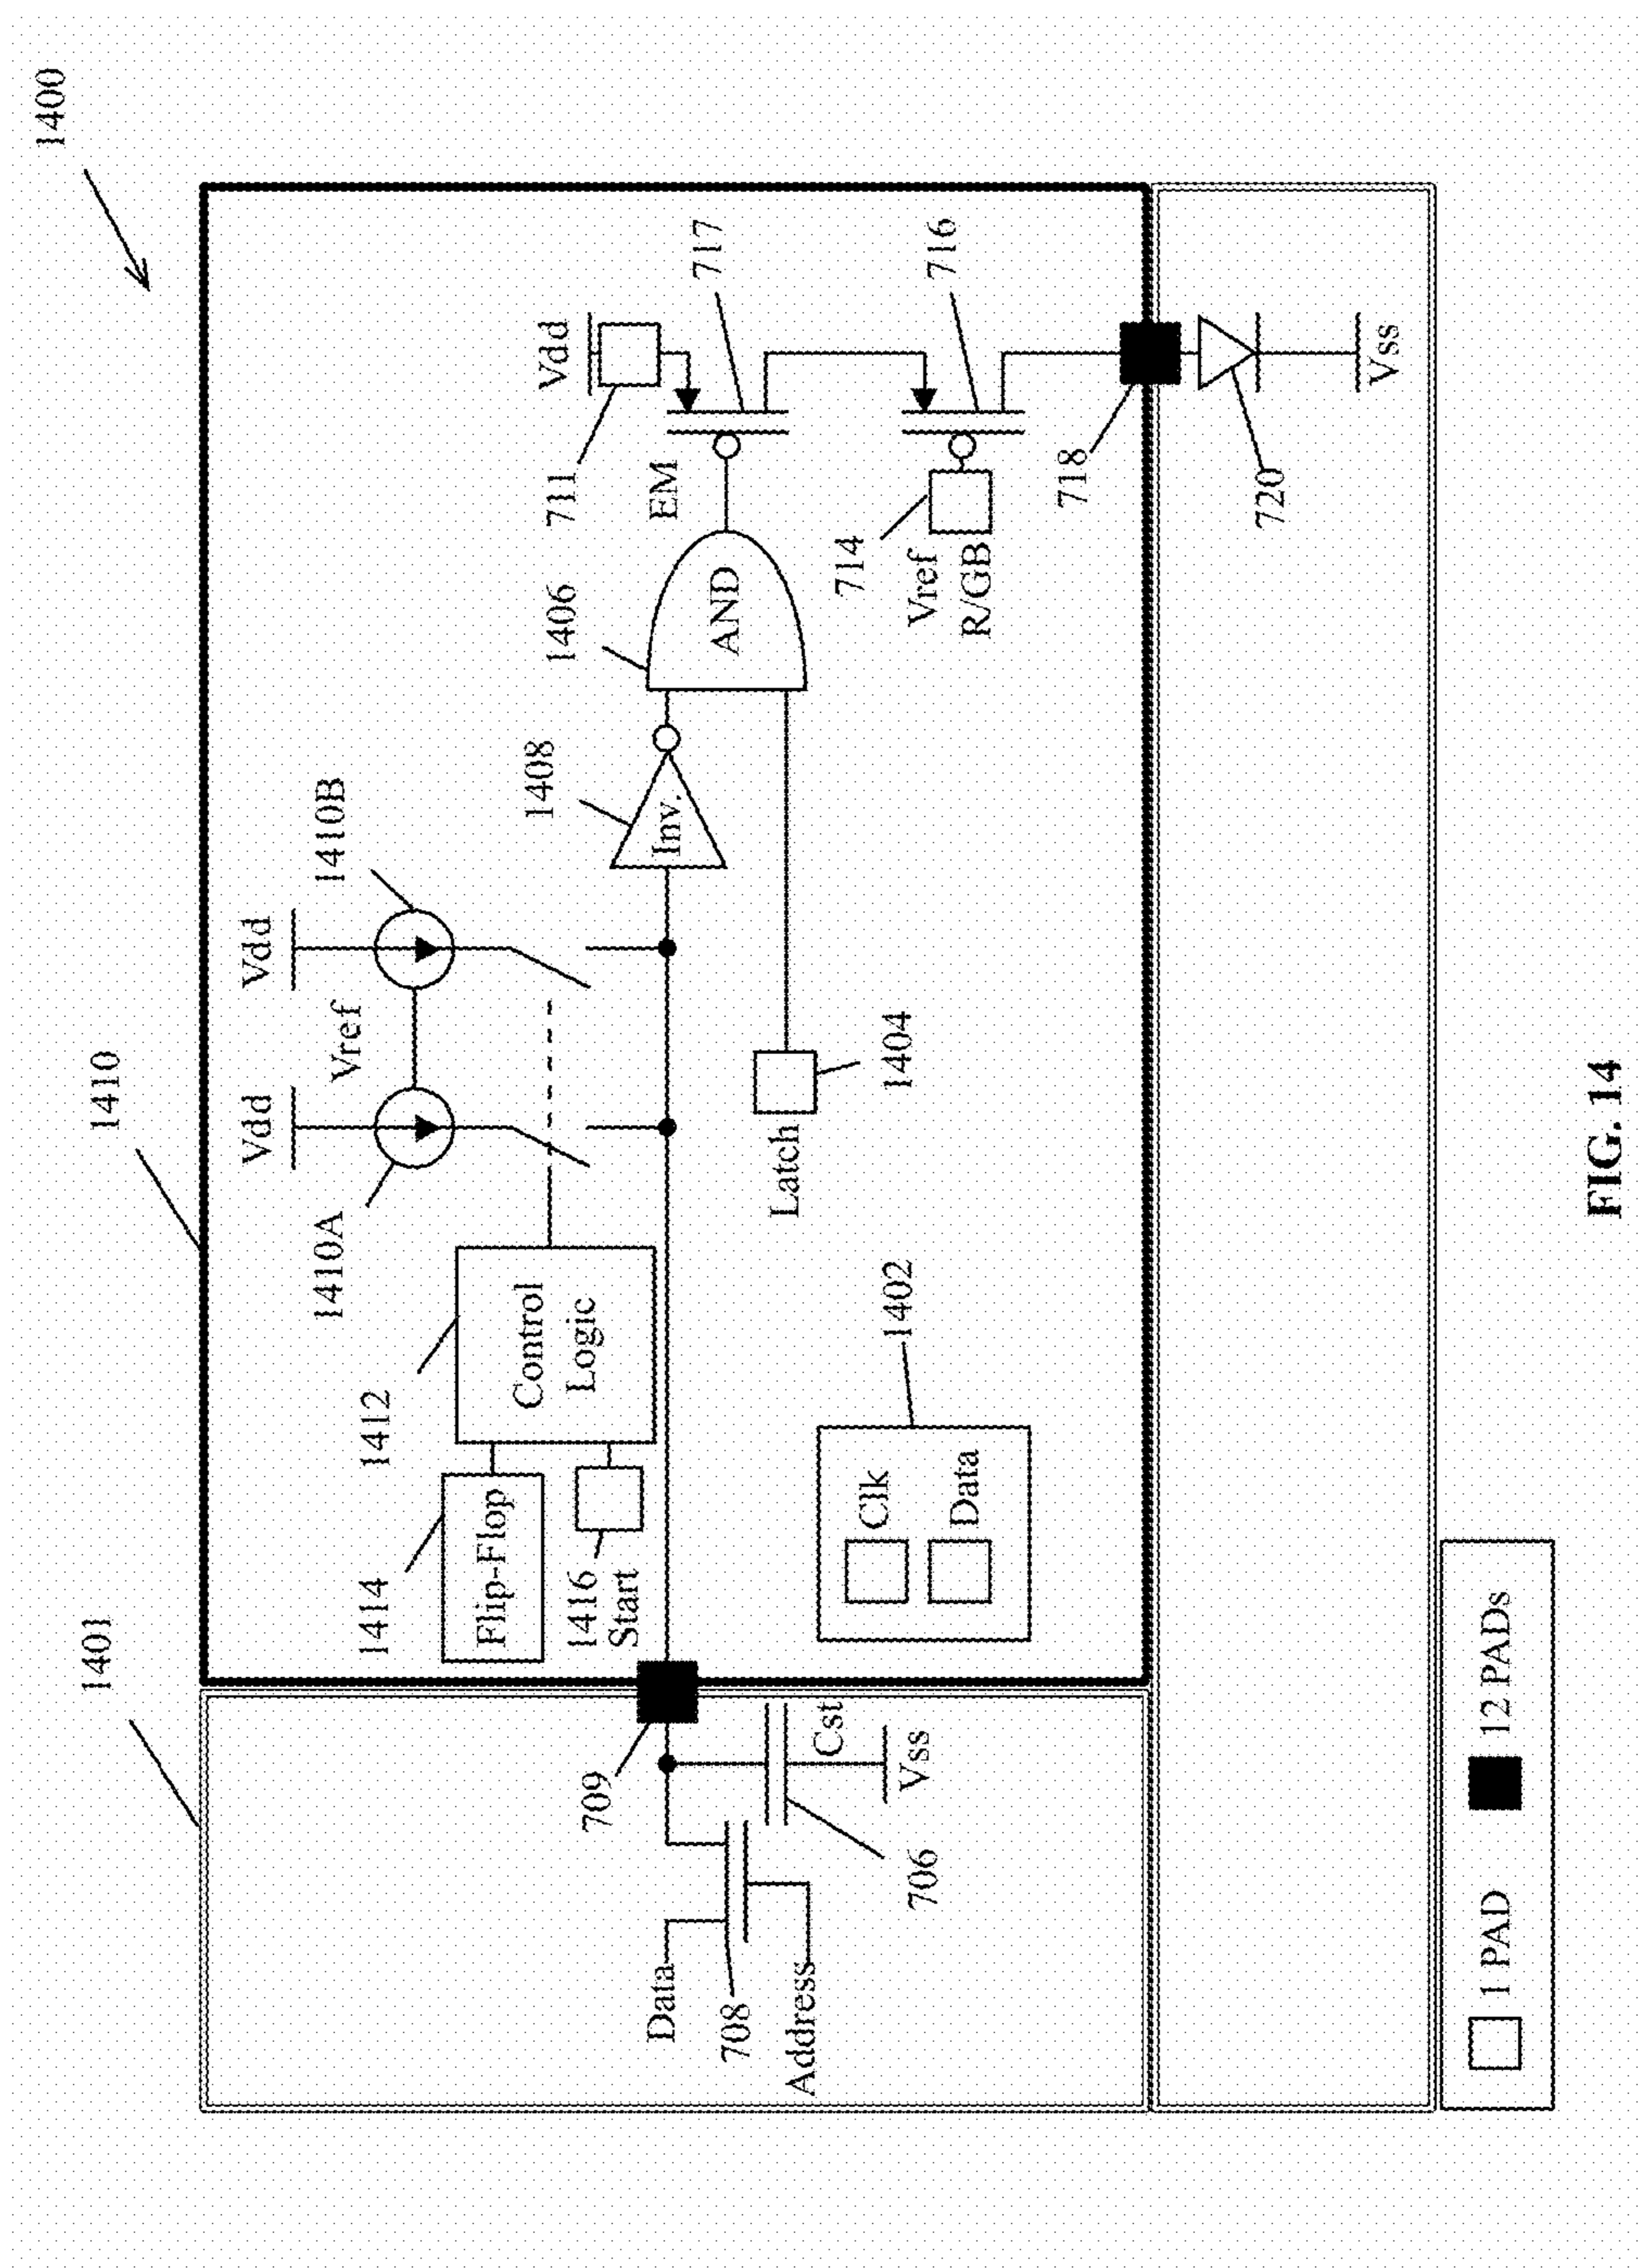 1400
1410
1401
Vdd
Vdd
Vref
1410A
1410B
1412
1414
Flip-Flop
Control
Logic
1416
Start
1408
Inv.
1406
AND
EM
Vdd
711
717
716
714
Vref
R/GB
718
720
Vss
Latch
1404
1402
Clk
Data
709
Data
708
Address
Cst
Vss
706
1 PAD
12 PADs
FIG. 14